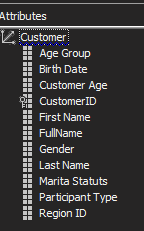 Attributes
Customer
Age Group
Birth Date
Customer Age
CustomerID
First Name
FullName
Gender
Last Name
Marita Statuts
Participant Type
Region ID